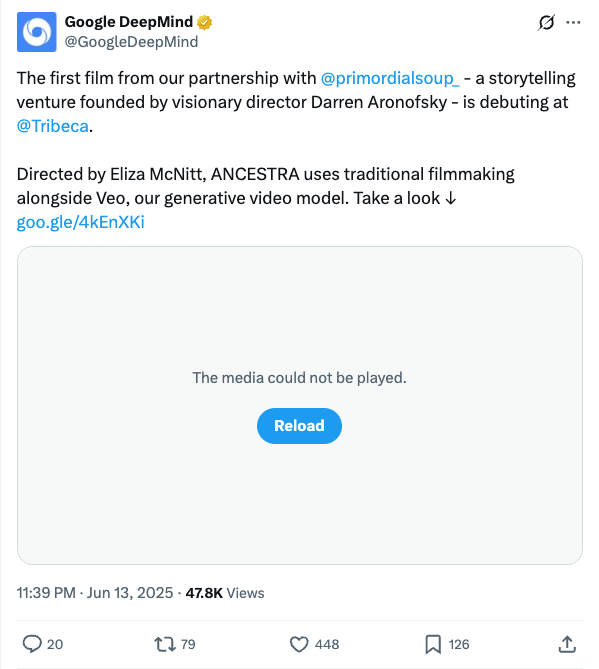 Google DeepMind
@GoogleDeepMind
The first film from our partnership with @primordialsoup_ - a storytelling
venture founded by visionary director Darren Aronofsky - is debuting at
@Tribeca.
Directed by Eliza McNitt, ANCESTRA uses traditional filmmaking
alongside Veo, our generative video model. Take a look ↓
goo.gle/4kEnXKi
The media could not be played.
Reload
11:39 PM · Jun 13, 2025 · 47.8K Views
20 79 448 126